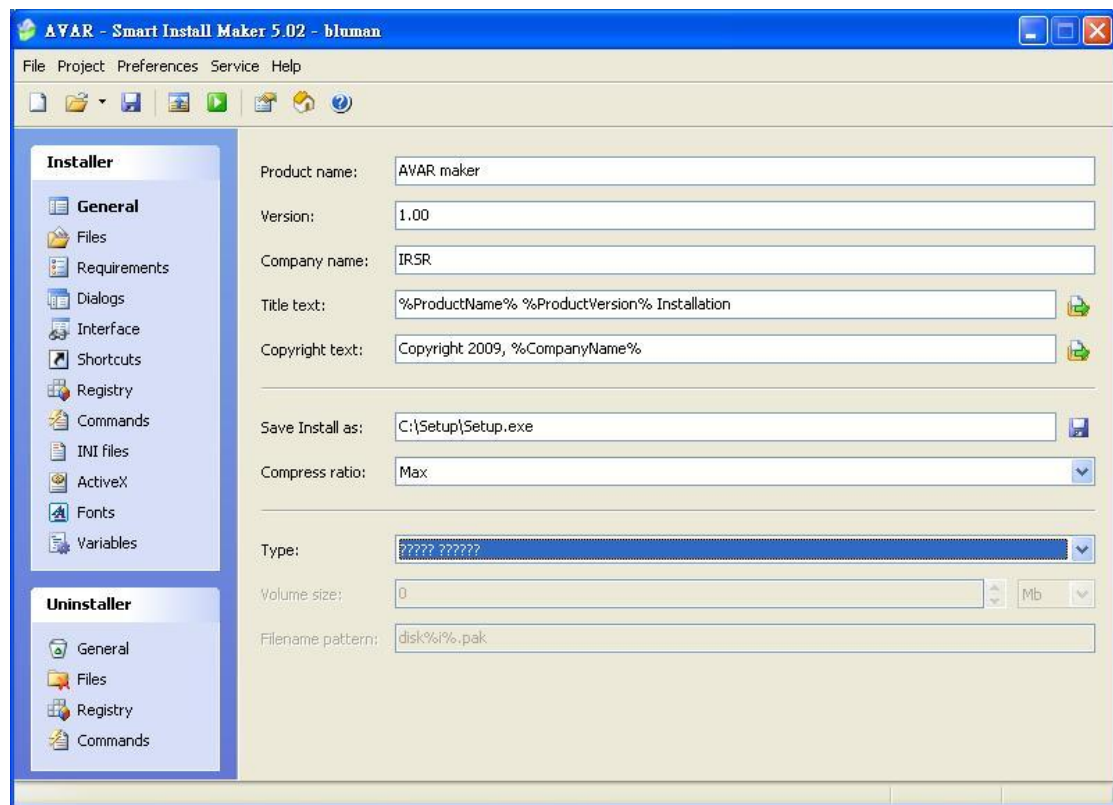 AVAR - Smart Install Maker 5.02 - bluman
File Project Preferences Service Help
Installer
General
Files
Requirements
Dialogs
Interface
Shortcuts
Registry
Commands
INI files
ActiveX
Fonts
Variables
Uninstaller
General
Files
Registry
Commands
Product name: AVAR maker
Version: 1.00
Company name: IRSR
Title text: %ProductName% %ProductVersion% Installation
Copyright text: Copyright 2009, %CompanyName%
Save Install as: C:\Setup\Setup.exe
Compress ratio: Max
Type: ????? ??????
Volume size: 0 Mb
Filename pattern: disk%i%.pak